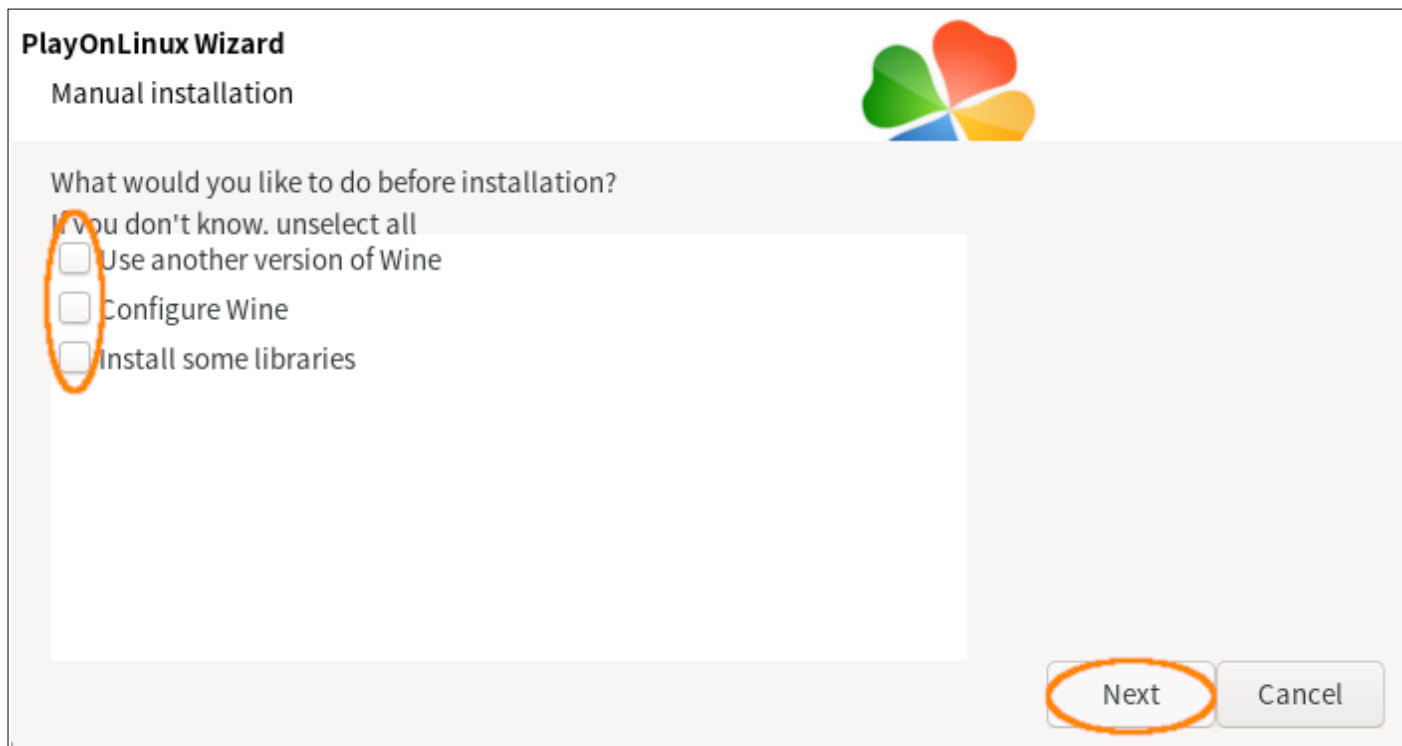 PlayOnLinux Wizard
Manual installation
What would you like to do before installation?
If you don't know, unselect all
Use another version of Wine
Configure Wine
Install some libraries
Next
Cancel